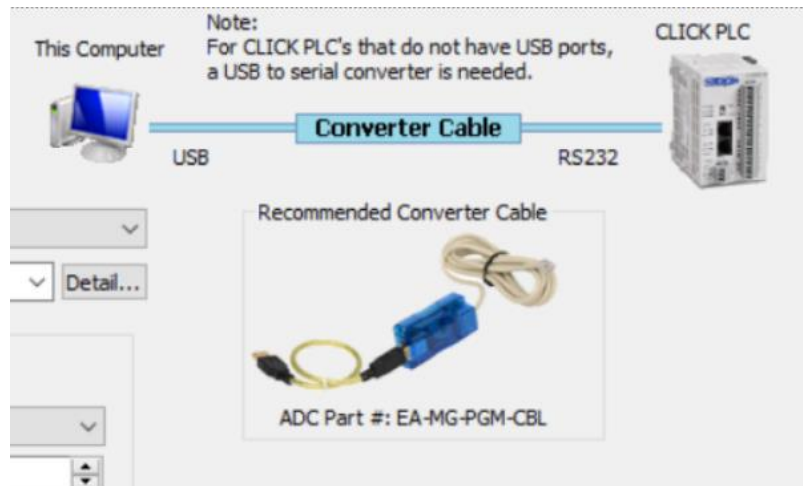 Note:
This Computer
For CLICK PLC's that do not have USB ports,
a USB to serial converter is needed.
CLICK PLC
Converter Cable
USB
RS232
Recommended Converter Cable
Detail...
ADC Part #: EA-MG-PGM-CBL